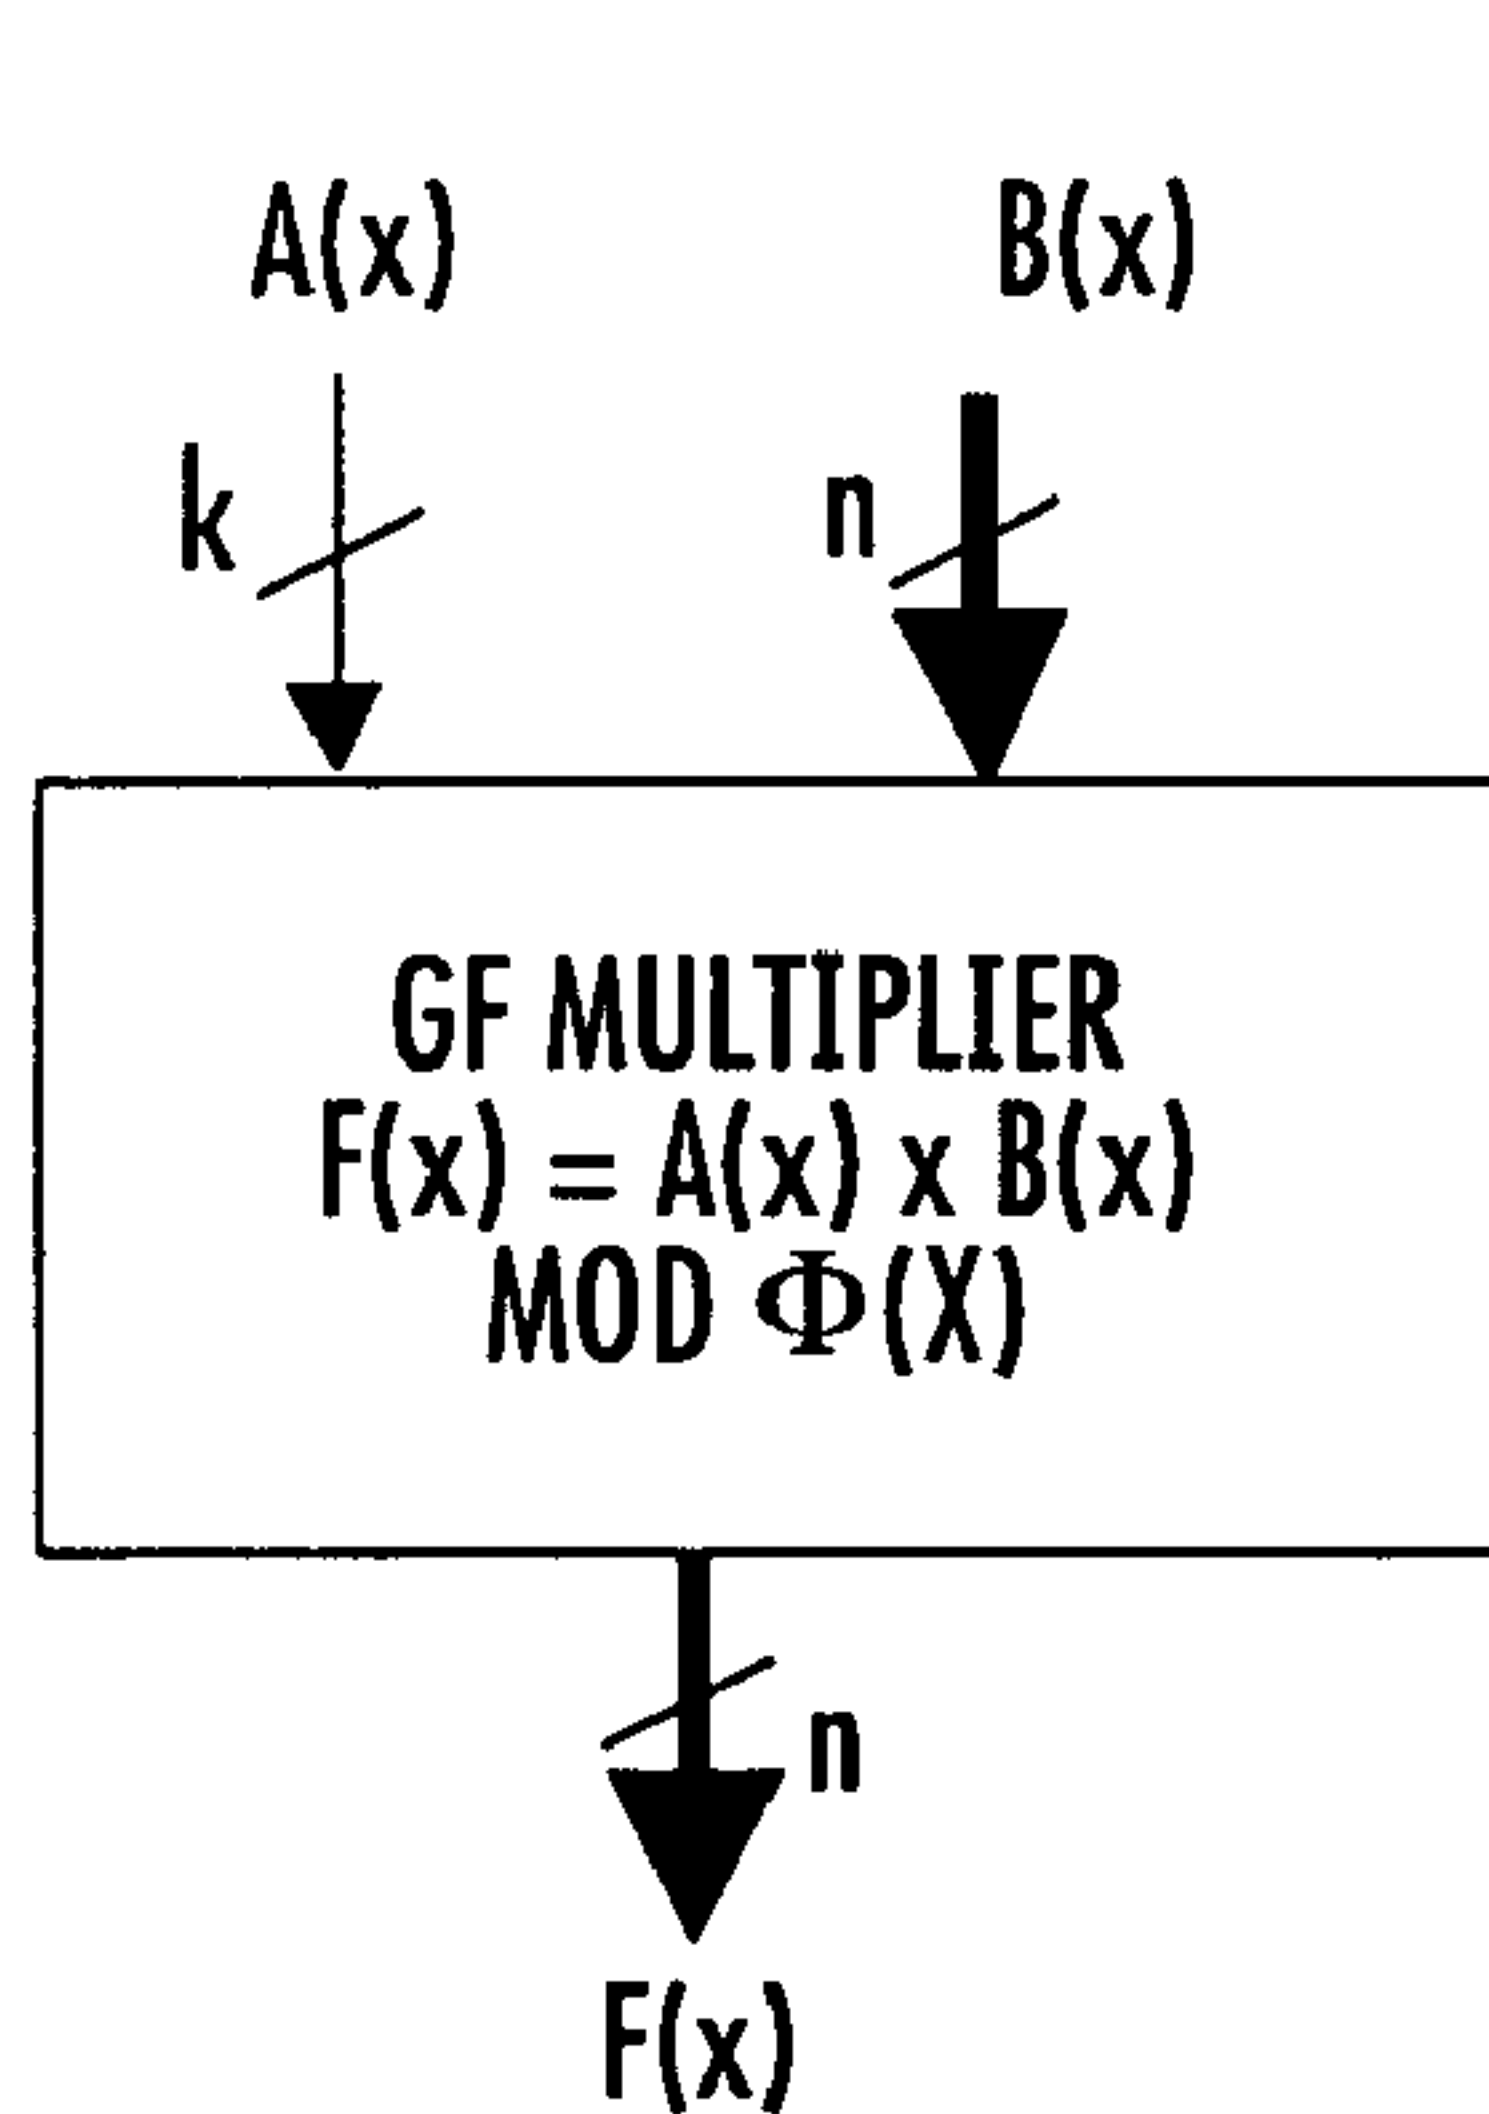 A(x) B(x)
k n
GF MULTIPLIER
F(x) = A(x) x B(x)
MOD Φ(X)
n
F(x)